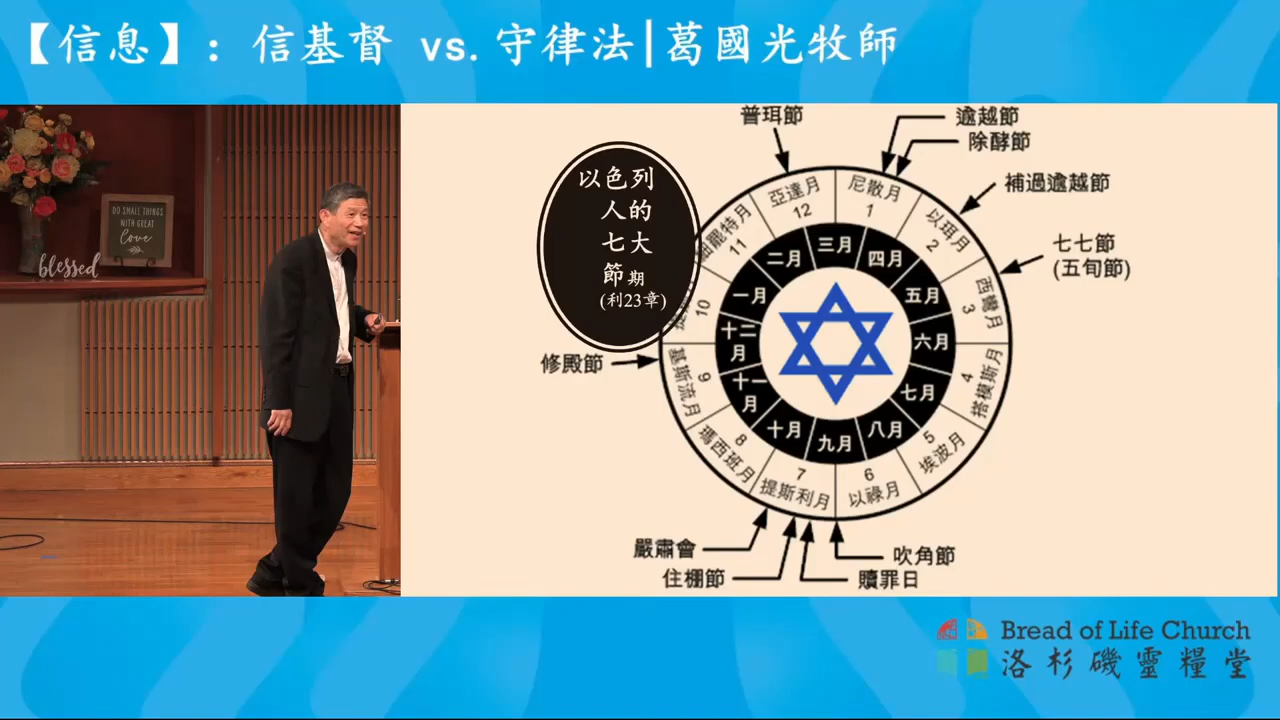 【信息】：信基督 vs. 守律法|葛國光牧師
DO SMALL THINGS
WITH GREAT
Love
blessed
以色列
人的
七大
節期
(利23章)
普珥節
逾越節
除酵節
補過逾越節
七七節
(五旬節)
修殿節
嚴肅會
住棚節
吹角節
贖罪日
尼散月
1
以珥月
2
西彎月
3
搭模斯月
4
埃波月
5
以祿月
6
提斯利月
7
瑪西班月
8
基斯流月
9
10
罷特月
11
亞達月
12
三月
四月
五月
六月
七月
八月
九月
十月
十一月
十二月
一月
二月
Bread of Life Church
洛杉磯靈糧堂